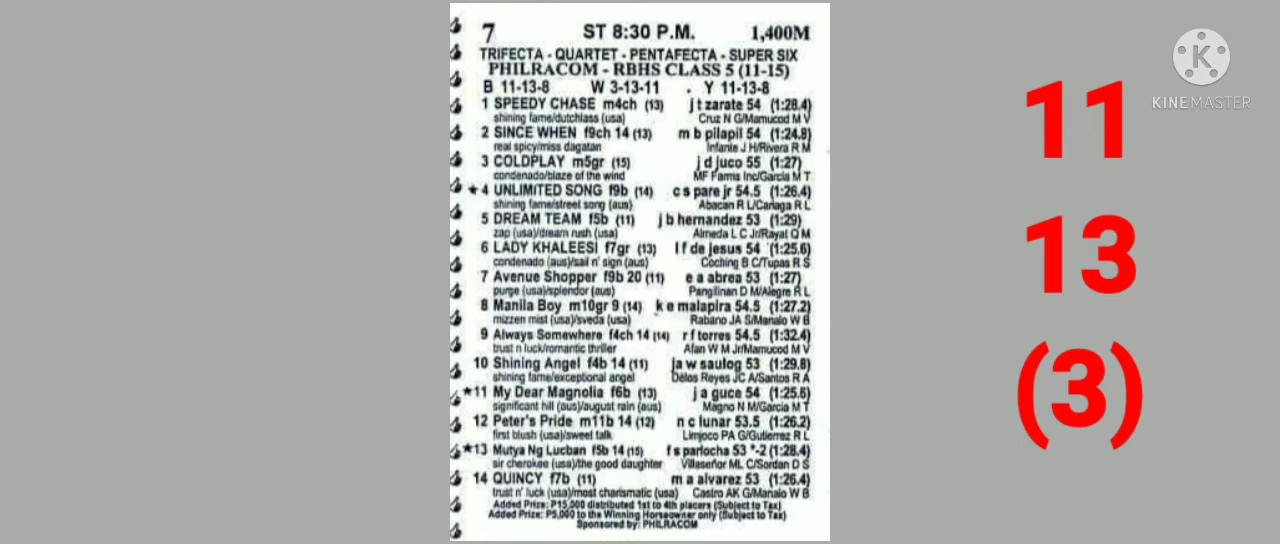 7 ST 8:30 P.M. 1,400M
TRIFECTA - QUARTET - PENTAFECTA - SUPER SIX
PHILRACOM - RBHS CLASS 5 (11-15)
B 11-13-8 W 3-13-11 . Y 11-13-8
1 SPEEDY CHASE m4ch (13) j t zarate 54 (1:28.4)
shining fame/dutchlass (usa) Cruz N G/Mamucod M V
2 SINCE WHEN f9ch 14 (13) m b pilapil 54 (1:24.8)
real spicy/miss dagatan Infante J H/Rivera R M
3 COLDPLAY m5gr (15) j d juco 55 (1:27)
condenado/blaze of the wind MF Farms Inc/Garcia M T
★ 4 UNLIMITED SONG f9b (14) c s pare jr 54.5 (1:26.4)
shining fame/street song (aus) Abacan R L/Cariaga R L
5 DREAM TEAM f5b (11) j b hernandez 53 (1:29)
zap (usa)/dream rush (usa) Almeda L C Jr/Rayat Q M
6 LADY KHALEESI f7gr (13) l f de jesus 54 (1:25.6)
condenado (aus)/sail n' sign (aus) Coching B C/Tupas R S
7 Avenue Shopper f9b 20 (11) e a abrea 53 (1:27)
purge (usa)/splendor (aus) Pangilinan D M/Alegre R L
8 Manila Boy m10gr 9 (14) k e malapira 54.5 (1:27.2)
mizzen mist (usa)/sveda (usa) Rabano JA S/Manalo W B
9 Always Somewhere f4ch 14 (14) r f torres 54.5 (1:32.4)
trust n luck/romantic thriller Afan W M Jr/Mamucod M V
10 Shining Angel f4b 14 (11) ja w saulog 53 (1:29.8)
shining fame/exceptional angel Delos Reyes JC A/Santos R A
★11 My Dear Magnolia f6b (13) j a guce 54 (1:25.6)
significant hill (aus)/august rain (aus) Magno N M/Garcia M T
12 Peter's Pride m11b 14 (12) n c lunar 53.5 (1:26.2)
first blush (usa)/sweet talk Limjoco PA G/Gutierrez R L
★13 Mutya Ng Lucban f5b 14 (15) f s parlocha 53 *-2 (1:28.4)
sir cherokee (usa)/the good daughter Villaseñor ML C/Sordan D S
14 QUINCY f7b (11) m a alvarez 53 (1:26.4)
trust n' luck (usa)/most charismatic (usa) Castro AK G/Manalo W B
Added Prize: P15,000 distributed 1st to 4th placers (Subject to Tax)
Added Prize: P5,000 to the Winning Horseowner only (Subject to Tax)
Sponsored by: PHILRACOM
11
13
(3)
K
KINEMASTER